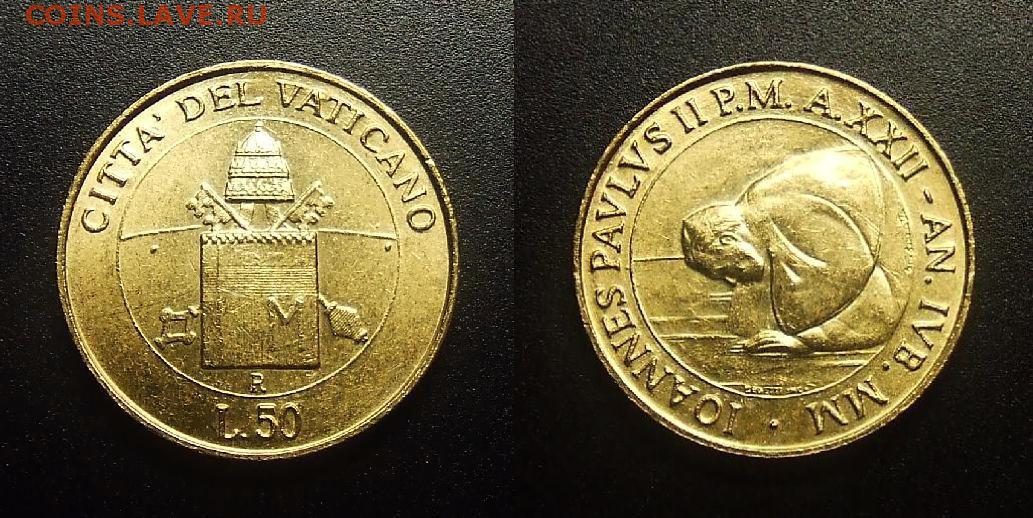 COINS.LAVE.RU
CITTA' DEL VATICANO
M
R
L.50
IOANNES PAVLVS II P.M. A.XXII - AN. IVB. MM ·